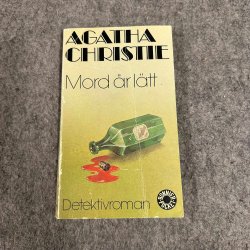 AGATHA
CHRISTIE
Mord är lätt
Detektivroman